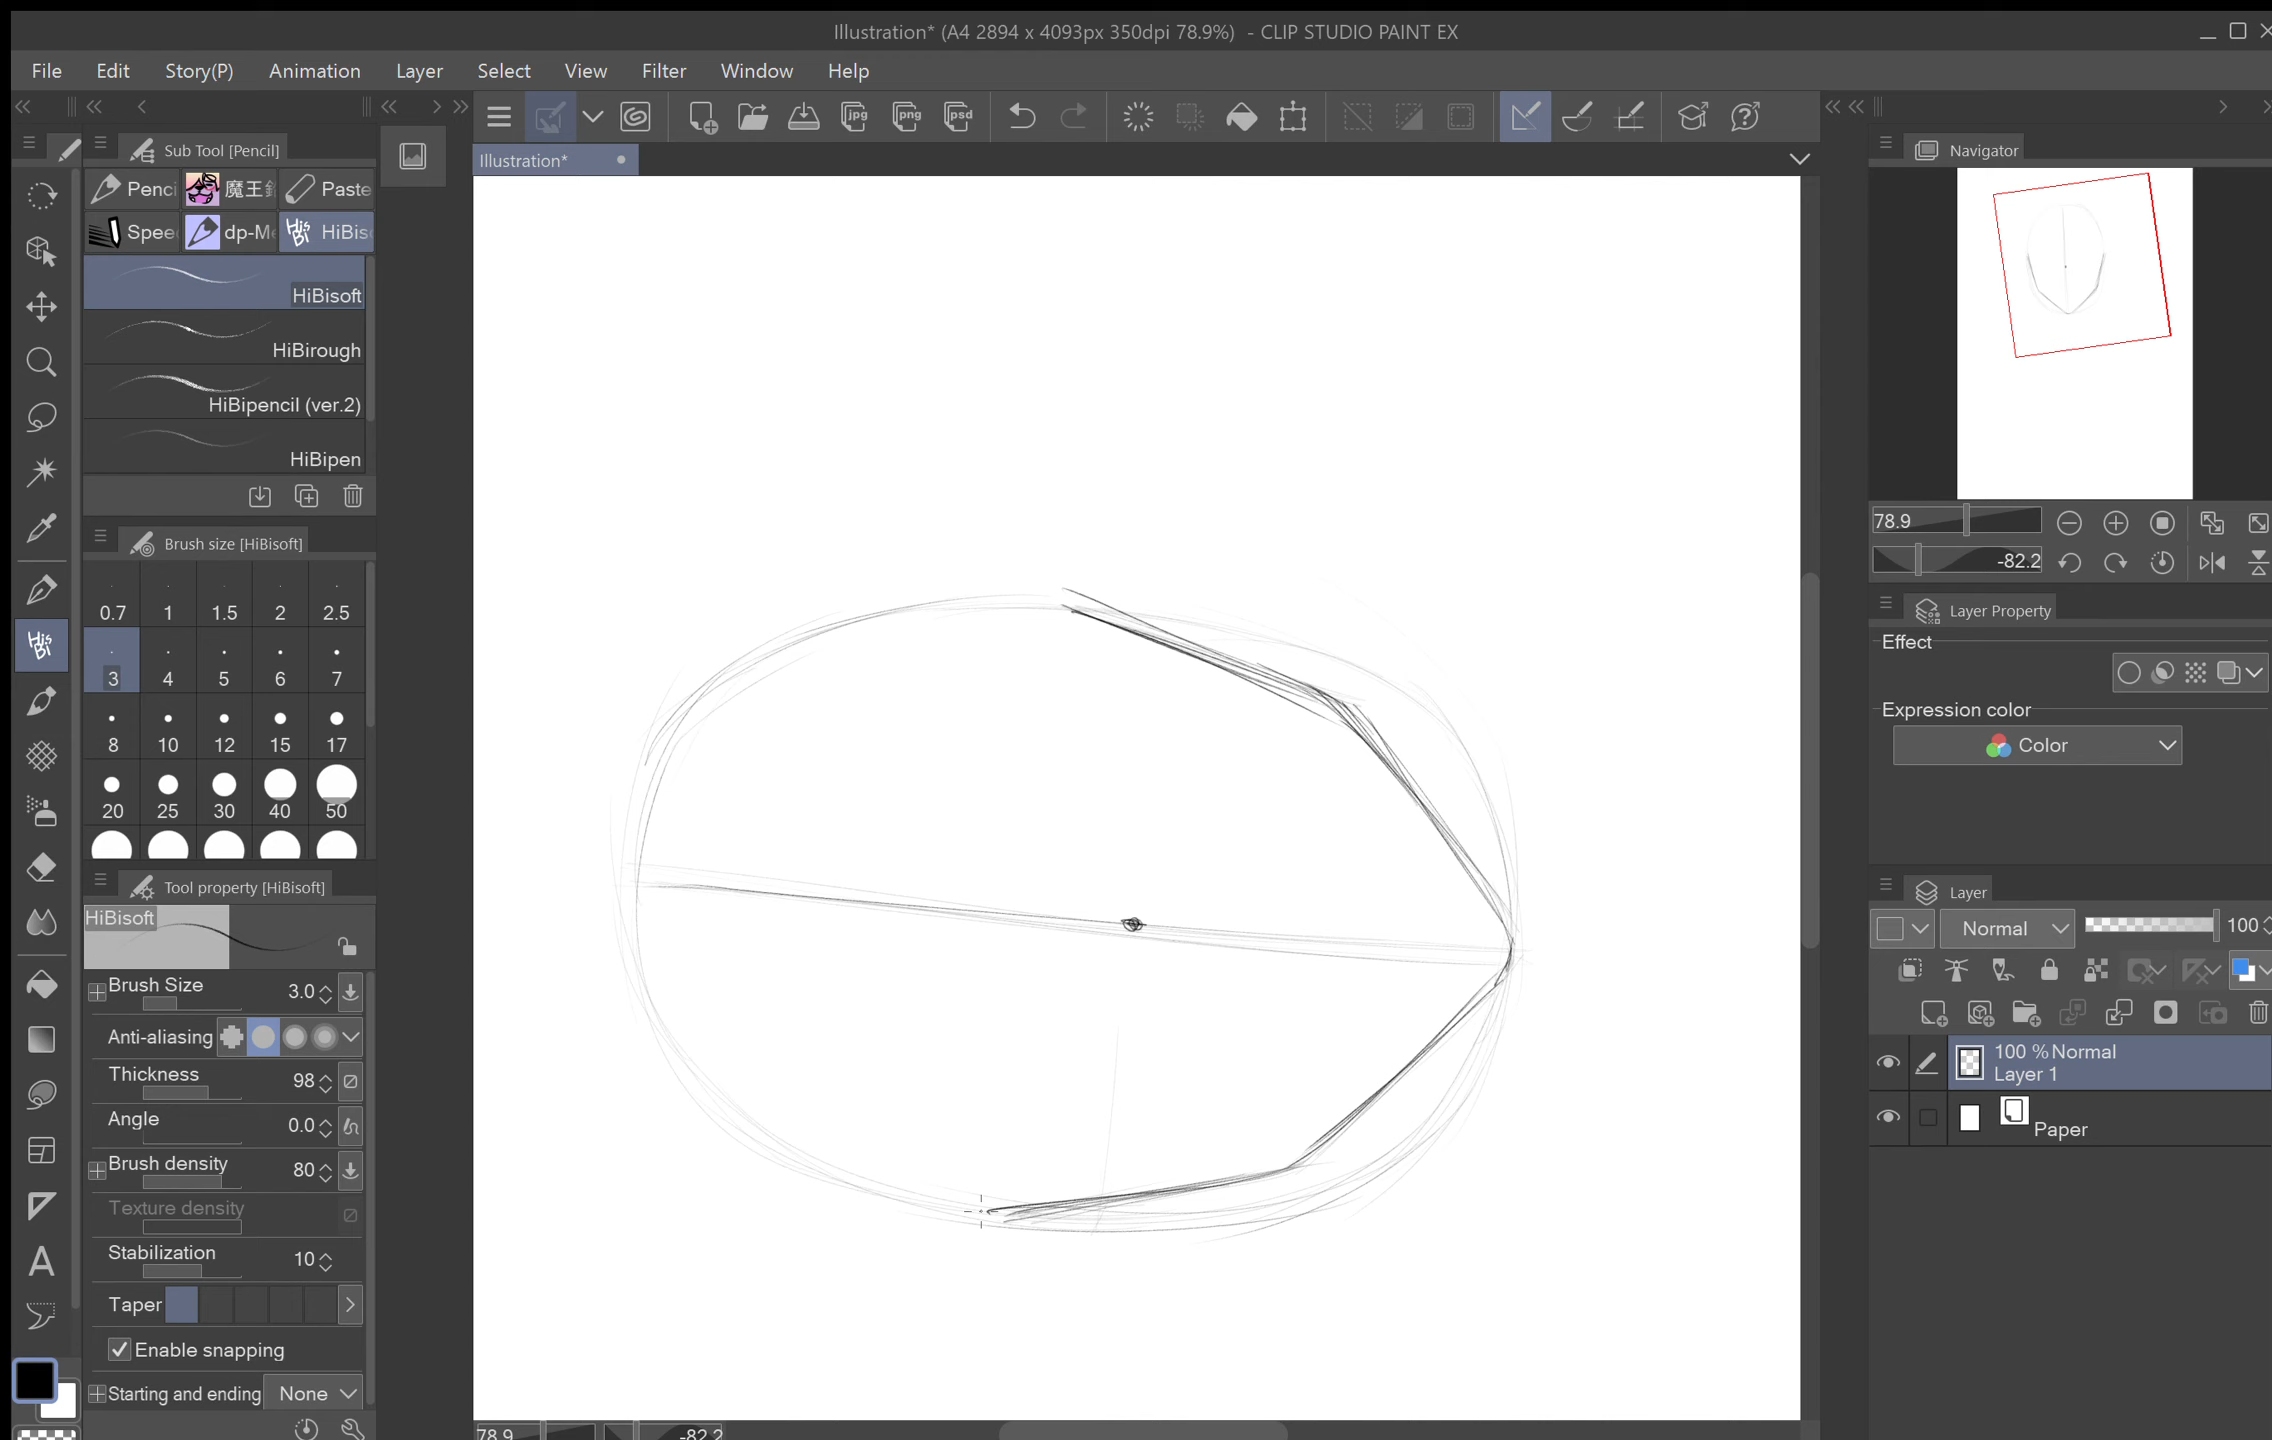 Illustration* (A4 2894 x 4093px 350dpi 78.9%) - CLIP STUDIO PAINT EX
File Edit Story(P) Animation Layer Select View Filter Window Help
jpg png psd
Sub Tool [Pencil]
Illustration*
Navigator
Penci 魔王 Paste
Spee dp-Me HiBis
HiBisoft
HiBirough
HiBipencil (ver.2)
HiBipen
78.9
-82.2
Brush size [HiBisoft]
0.7 1 1.5 2 2.5
3 4 5 6 7
8 10 12 15 17
20 25 30 40 50
Layer Property
Effect
Expression color
Color
Tool property [HiBisoft]
HiBisoft
Brush Size 3.0
Anti-aliasing
Thickness 98
Angle 0.0
Brush density 80
Texture density
Stabilization 10
Taper
Enable snapping
Starting and ending None
Layer
Normal 100
100 %Normal
Layer 1
Paper
78.9 -82.2